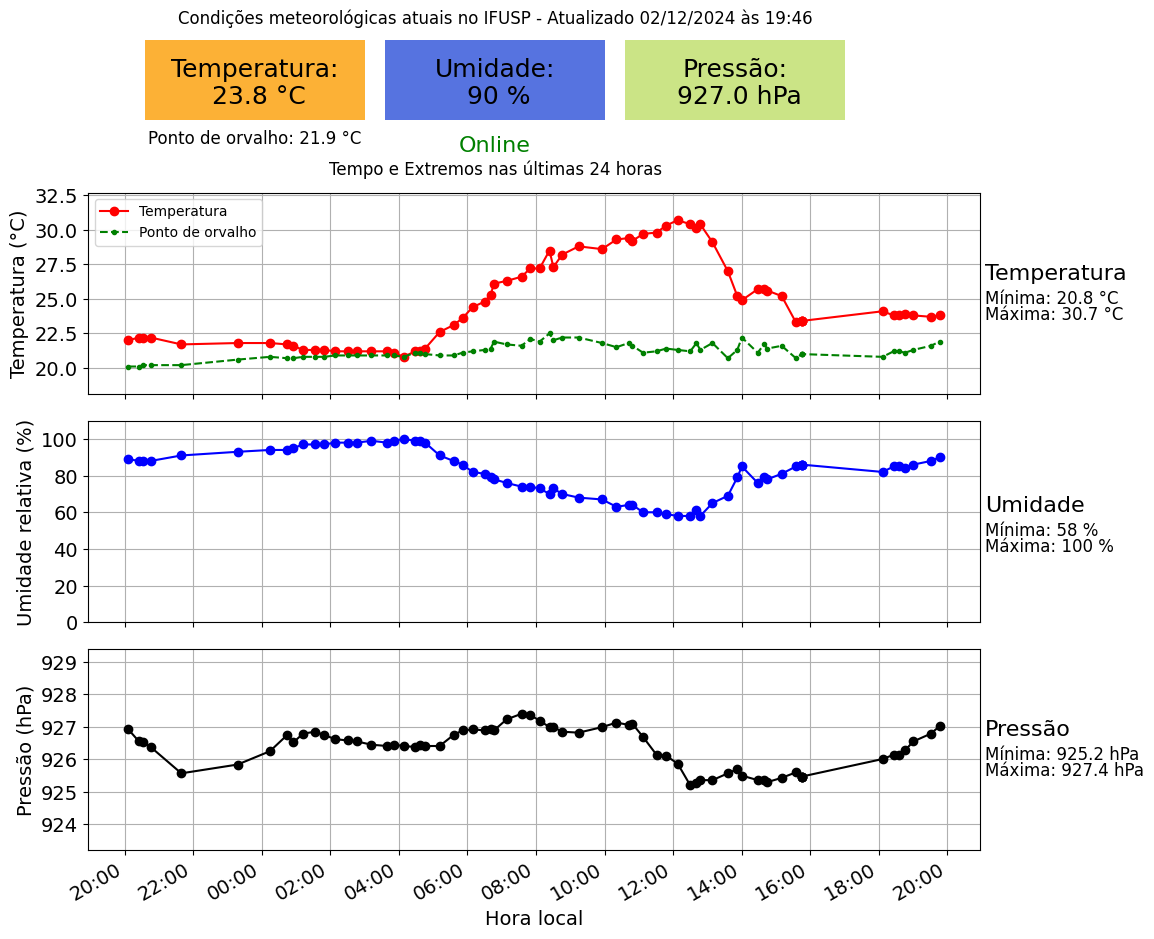 Condições meteorológicas atuais no IFUSP - Atualizado 02/12/2024 às 19:46
Temperatura:
23.8 °C
Umidade:
90 %
Pressão:
927.0 hPa
Ponto de orvalho: 21.9 °C
Online
Tempo e Extremos nas últimas 24 horas
Temperatura (°C)
32.5
30.0
27.5
25.0
22.5
20.0
Temperatura
Ponto de orvalho
Temperatura
Mínima: 20.8 °C
Máxima: 30.7 °C
Umidade relativa (%)
100
80
60
40
20
0
Umidade
Mínima: 58 %
Máxima: 100 %
Pressão (hPa)
929
928
927
926
925
924
Pressão
Mínima: 925.2 hPa
Máxima: 927.4 hPa
20:00 22:00 00:00 02:00 04:00 06:00 08:00 10:00 12:00 14:00 16:00 18:00 20:00
Hora local